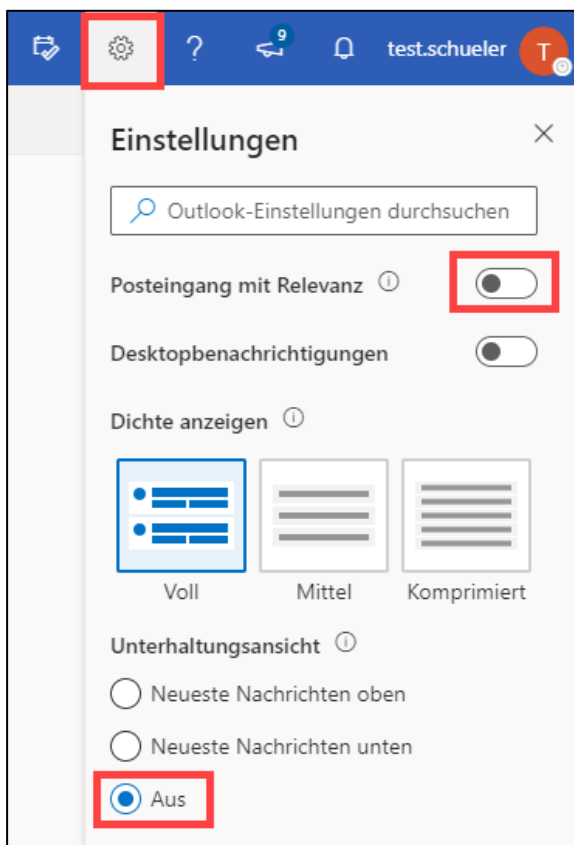 ? 9 test.schueler T
Einstellungen
Outlook-Einstellungen durchsuchen
Posteingang mit Relevanz
Desktopbenachrichtigungen
Dichte anzeigen
Voll Mittel Komprimiert
Unterhaltungsansicht
Neueste Nachrichten oben
Neueste Nachrichten unten
Aus